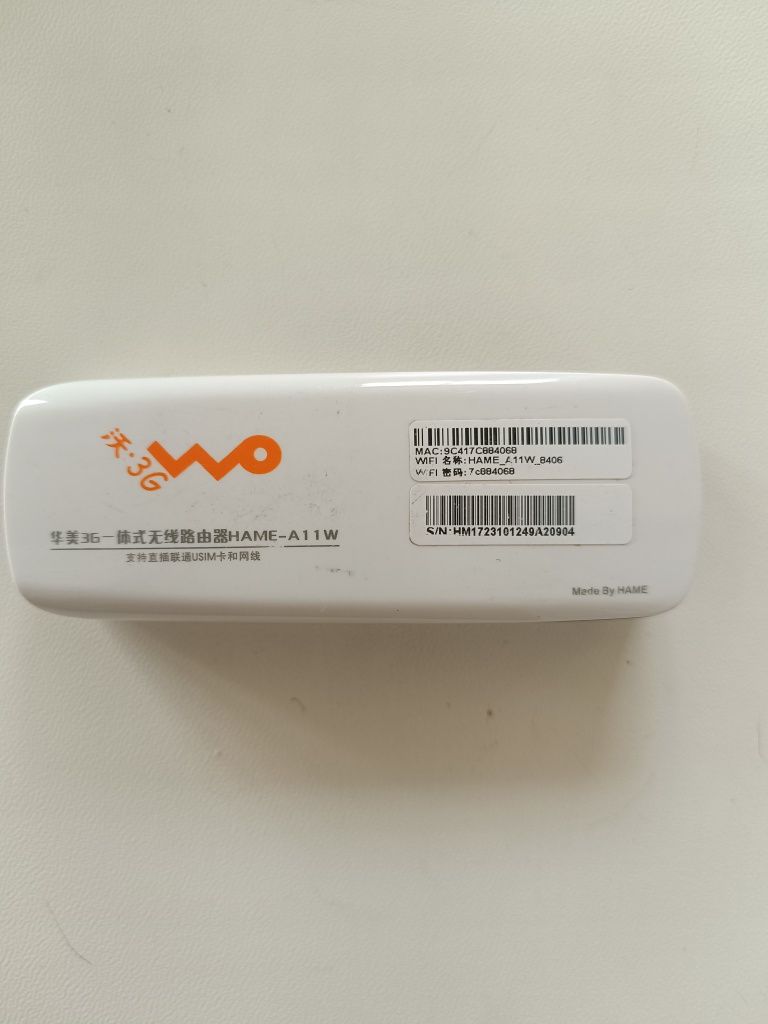 沃·3G
WO
华美3G一体式无线路由器HAME-A11W
支持直插联通USIM卡和网线
MAC:9C417C884068
WIFI 名称:HAME_A11W_8406
WIFI 密码:7c884068
S/N:HM1723101249A20904
Made By HAME